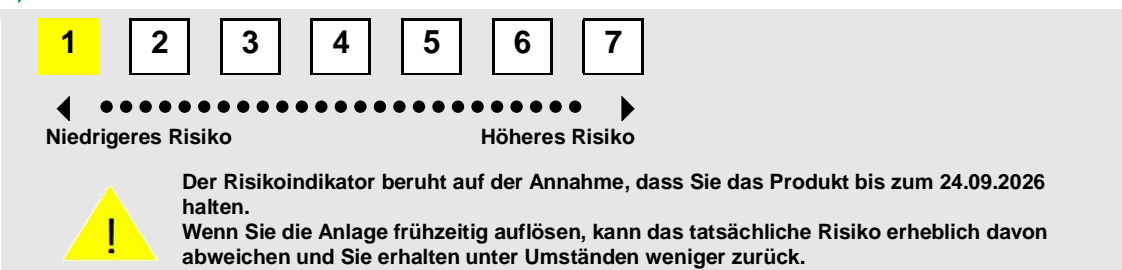 1 2 3 4 5 6 7
Niedrigeres Risiko Höheres Risiko
Der Risikoindikator beruht auf der Annahme, dass Sie das Produkt bis zum 24.09.2026
halten.
Wenn Sie die Anlage frühzeitig auflösen, kann das tatsächliche Risiko erheblich davon
abweichen und Sie erhalten unter Umständen weniger zurück.
!